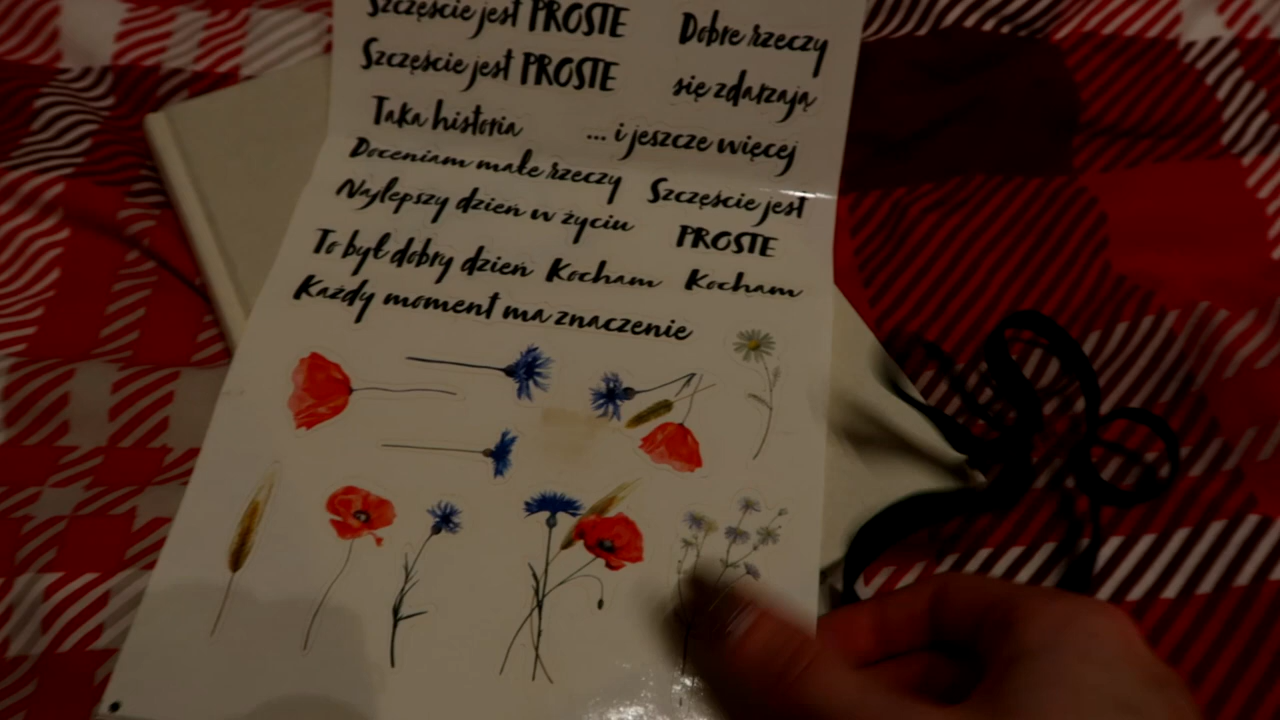 Szczęście jest PROSTE
Dobre rzeczy
Szczęście jest PROSTE
się zdarzają
Taka historia
... i jeszcze więcej
Doceniam małe rzeczy
Szczęście jest
PROSTE
Najlepszy dzień w życiu
To był dobry dzień
Kocham
Kocham
Każdy moment ma znaczenie